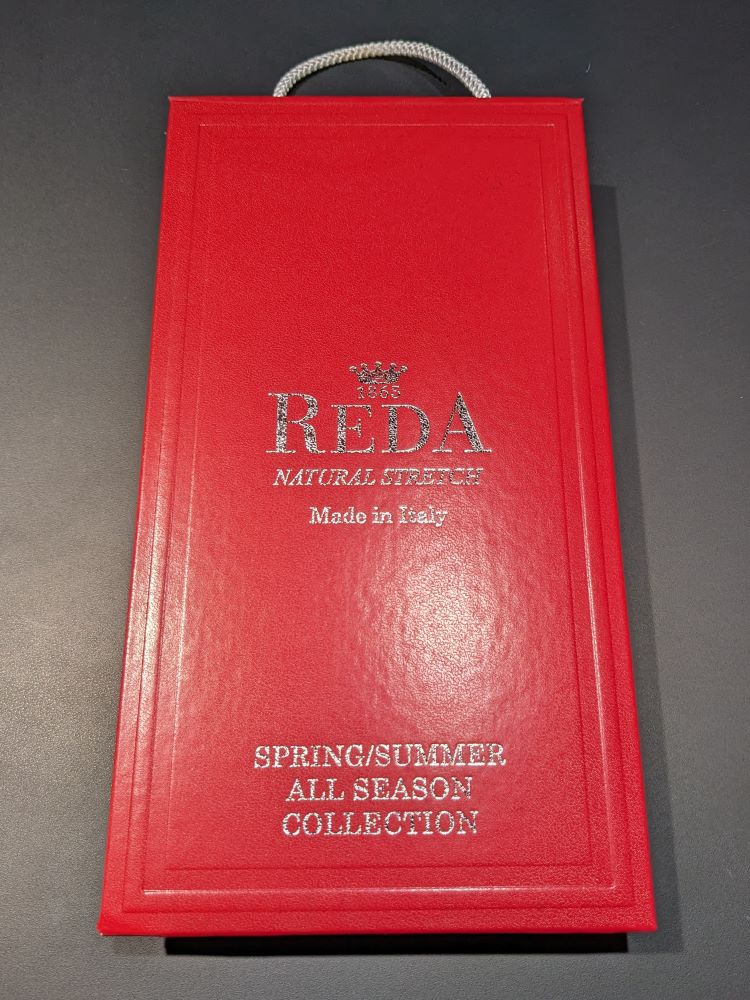 1865
REDA
NATURAL STRETCH
Made in Italy
SPRING/SUMMER
ALL SEASON
COLLECTION